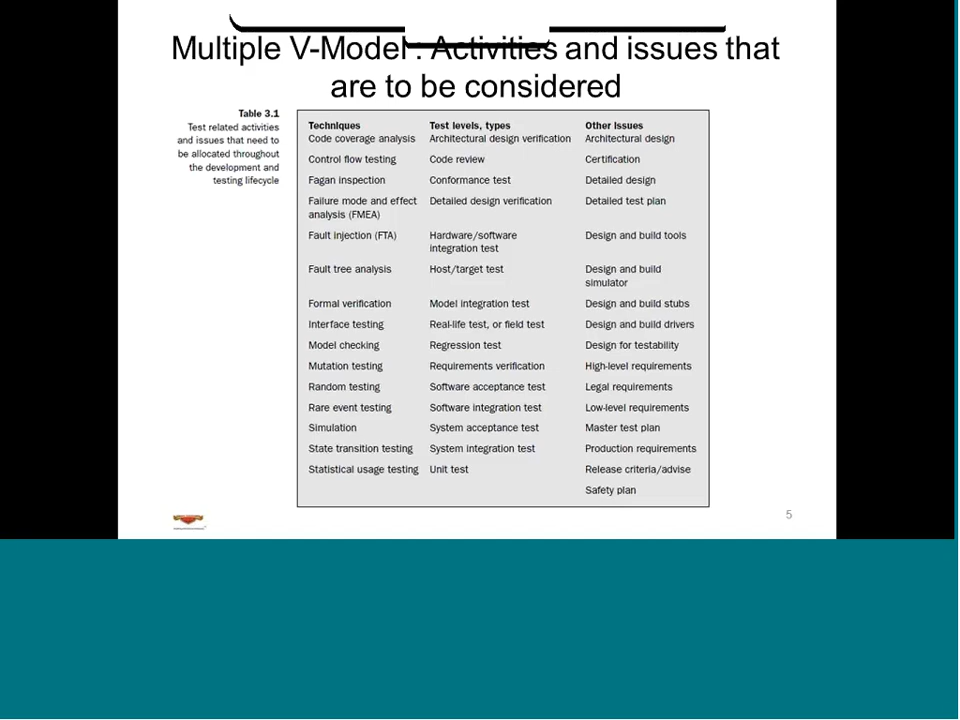 Multiple V-Model : Activities and issues that
are to be considered
Table 3.1
Test related activities
and issues that need to
be allocated throughout
the development and
testing lifecycle
Techniques Test levels, types Other issues
Code coverage analysis Architectural design verification Architectural design
Control flow testing Code review Certification
Fagan inspection Conformance test Detailed design
Failure mode and effect Detailed design verification Detailed test plan
analysis (FMEA)
Fault injection (FTA) Hardware/software Design and build tools
integration test
Fault tree analysis Host/target test Design and build
simulator
Formal verification Model integration test Design and build stubs
Interface testing Real-life test, or field test Design and build drivers
Model checking Regression test Design for testability
Mutation testing Requirements verification High-level requirements
Random testing Software acceptance test Legal requirements
Rare event testing Software integration test Low-level requirements
Simulation System acceptance test Master test plan
State transition testing System integration test Production requirements
Statistical usage testing Unit test Release criteria/advise
Safety plan
5